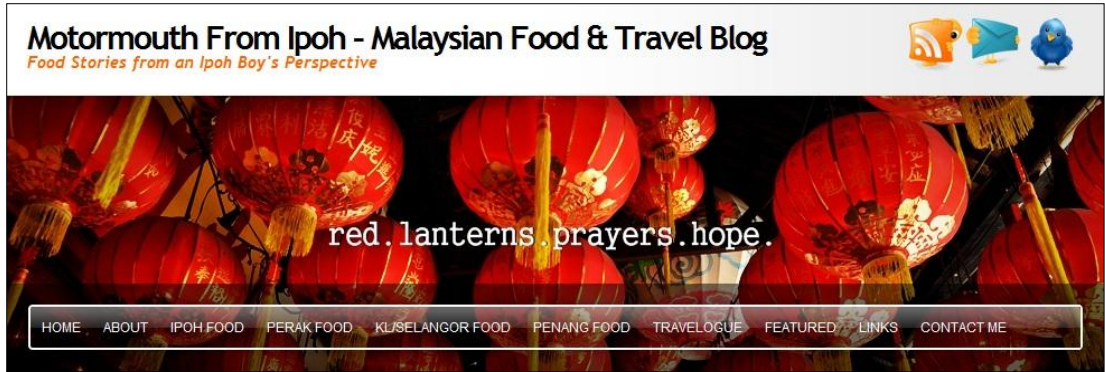 Motormouth From Ipoh - Malaysian Food & Travel Blog
Food Stories from an Ipoh Boy's Perspective
red.lanterns.prayers.hope.
HOME ABOUT IPOH FOOD PERAK FOOD KL/SELANGOR FOOD PENANG FOOD TRAVELOGUE FEATURED LINKS CONTACT ME